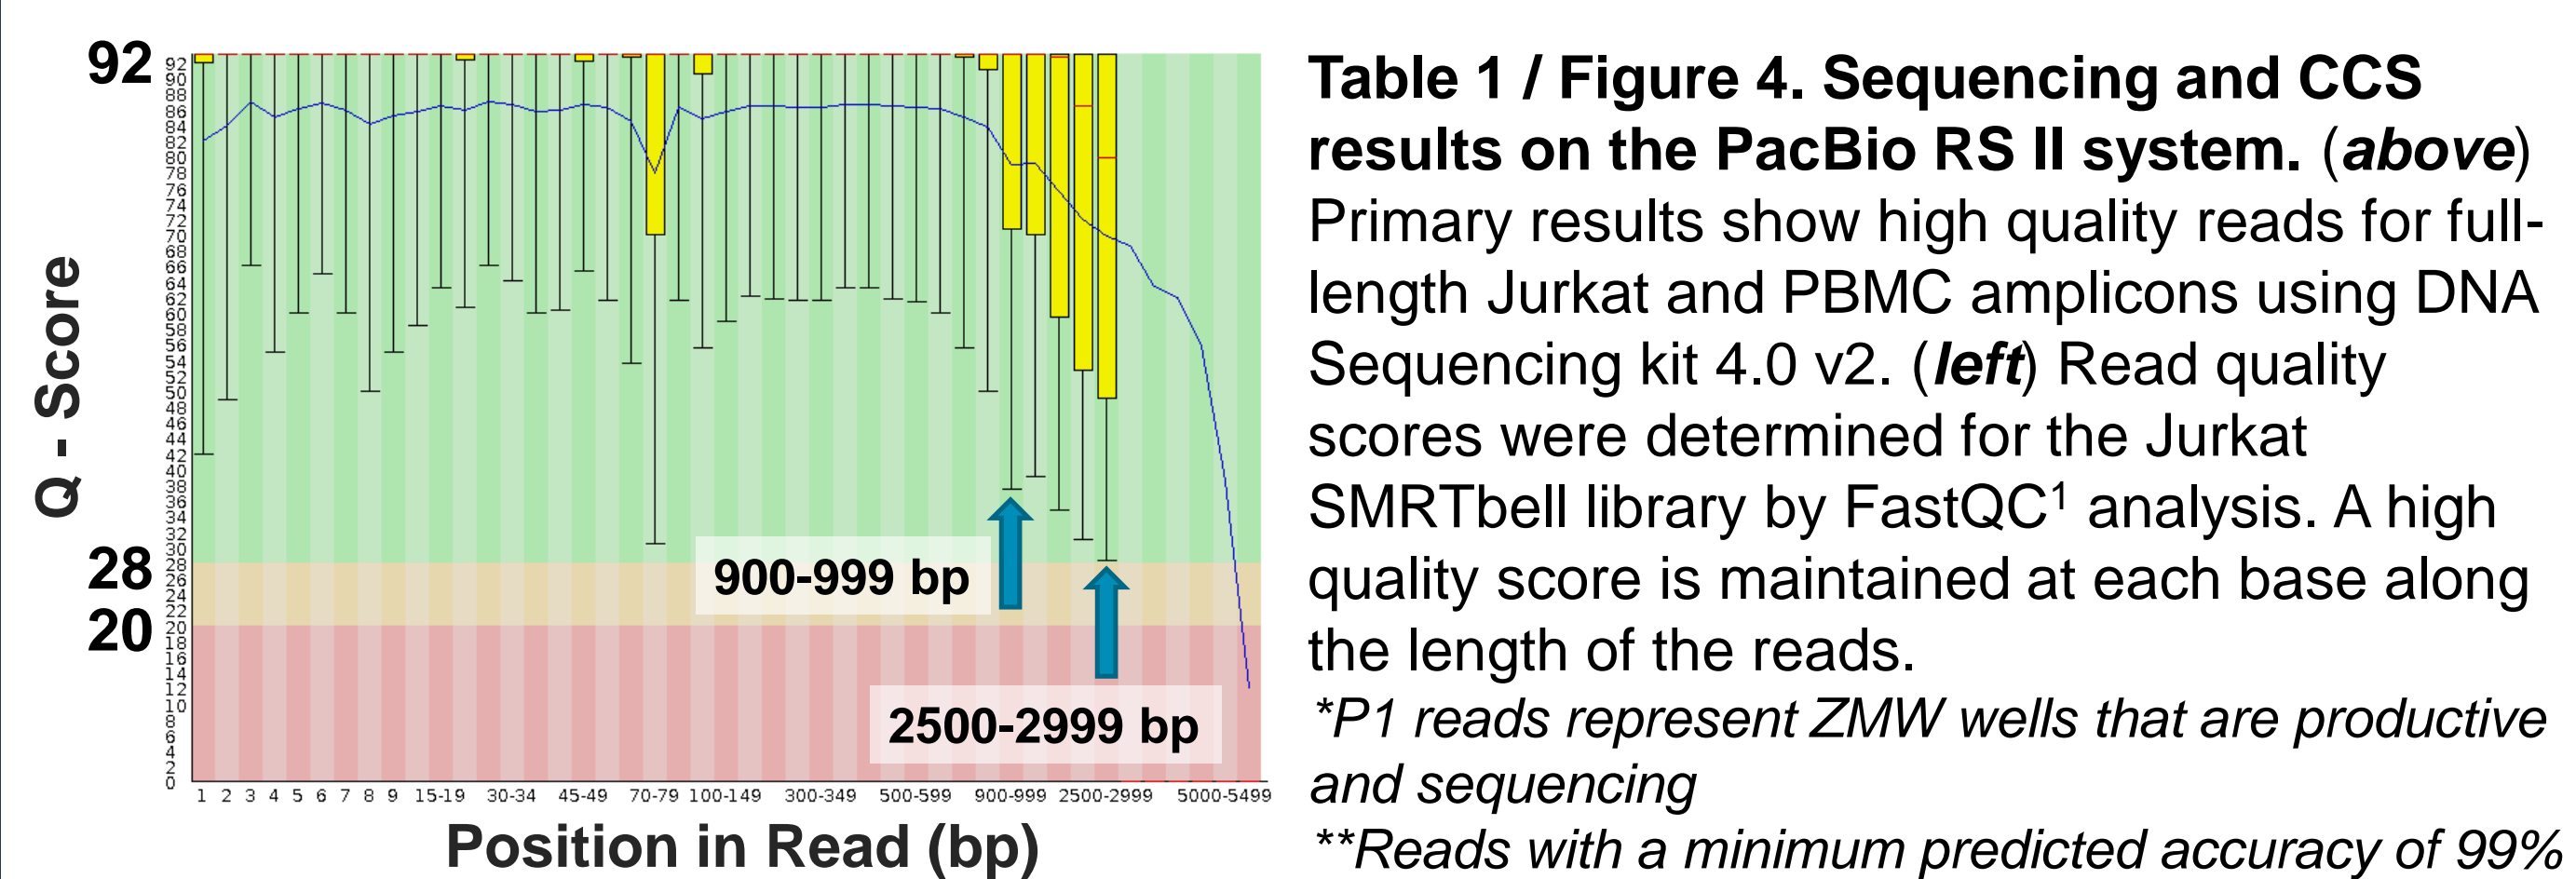 92
28
20
Q - Score
92
90
88
86
84
82
80
78
76
74
72
70
68
66
64
62
60
58
56
54
52
50
48
46
44
42
40
38
36
34
32
30
28
26
24
22
20
18
16
14
12
10
8
6
4
2
0
900-999 bp
2500-2999 bp
1 2 3 4 5 6 7 8 9 15-19 30-34 45-49 70-79 100-149 300-349 500-599 900-999 2500-2999 5000-5499
Position in Read (bp)
Table 1 / Figure 4. Sequencing and CCS
results on the PacBio RS II system. (above)
Primary results show high quality reads for full-
length Jurkat and PBMC amplicons using DNA
Sequencing kit 4.0 v2. (left) Read quality
scores were determined for the Jurkat
SMRTbell library by FastQC¹ analysis. A high
quality score is maintained at each base along
the length of the reads.
*P1 reads represent ZMW wells that are productive
and sequencing
**Reads with a minimum predicted accuracy of 99%